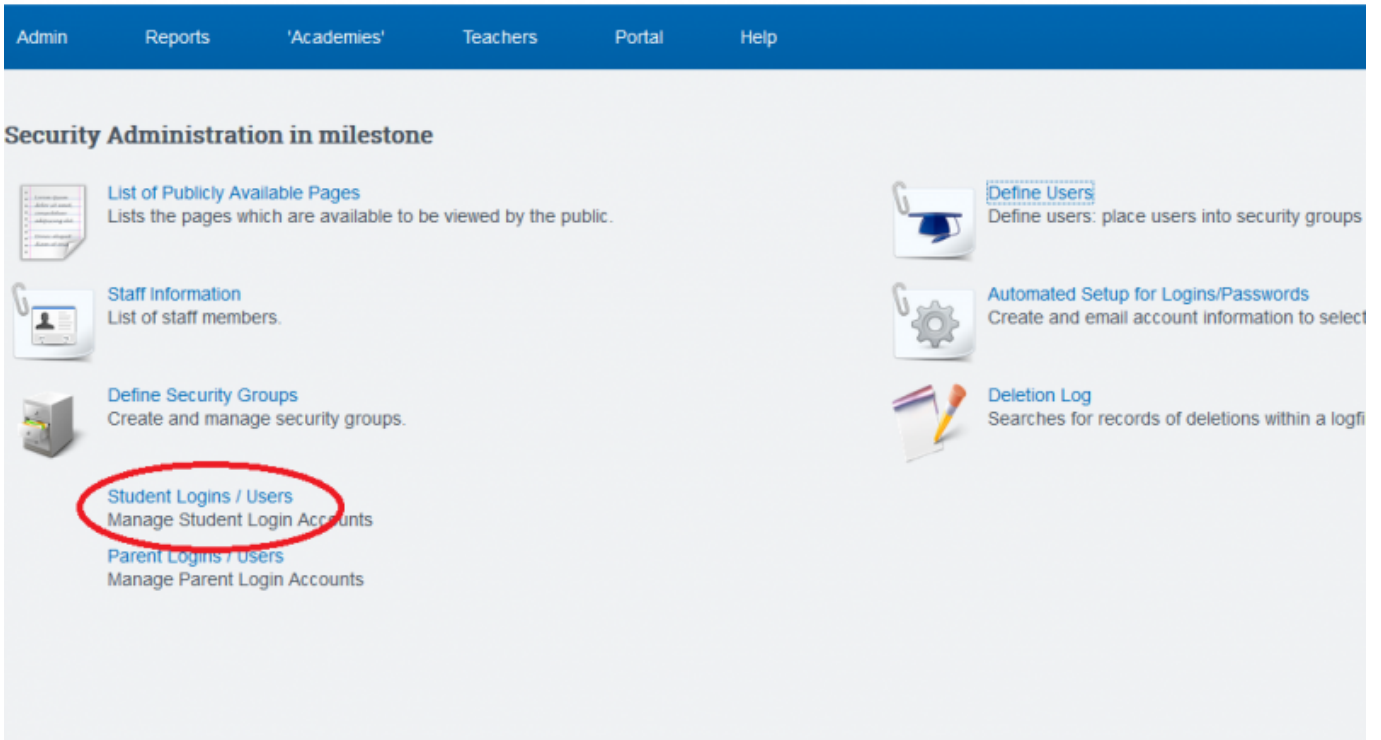 Admin Reports 'Academies' Teachers Portal Help
Security Administration in milestone
List of Publicly Available Pages
Lists the pages which are available to be viewed by the public.
Define Users
Define users: place users into security groups
Staff Information
List of staff members.
Automated Setup for Logins/Passwords
Create and email account information to select
Define Security Groups
Create and manage security groups.
Deletion Log
Searches for records of deletions within a logfi
Student Logins / Users
Manage Student Login Accounts
Parent Logins / Users
Manage Parent Login Accounts